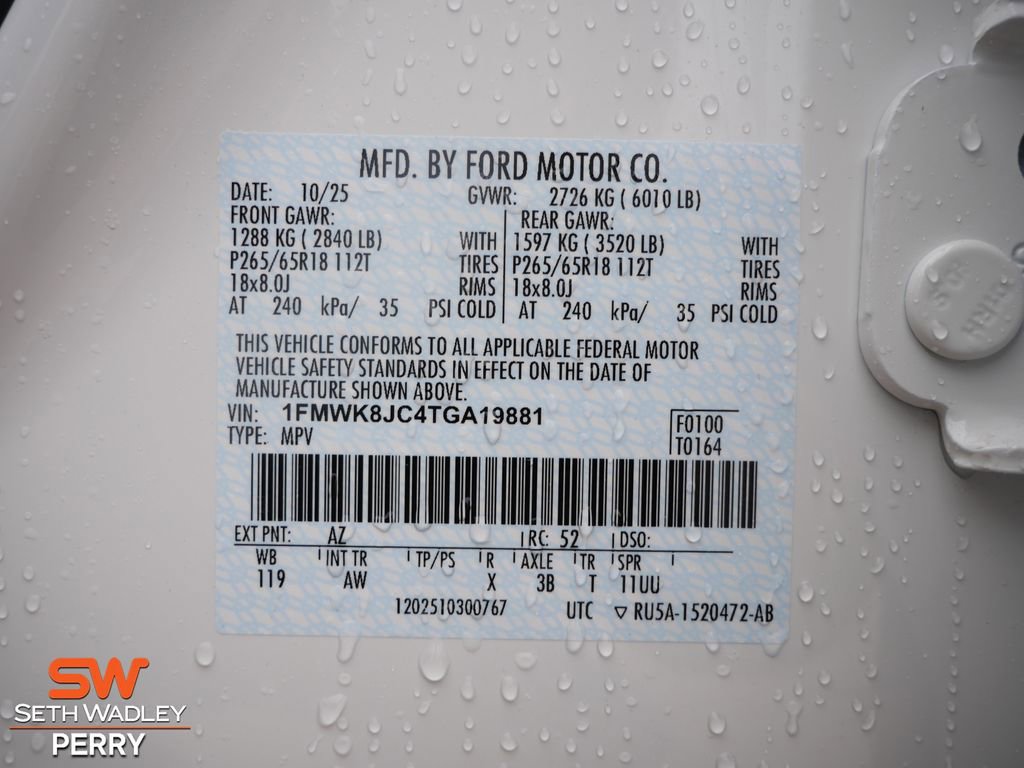 MFD. BY FORD MOTOR CO.
DATE: 10/25 GVWR: 2726 KG ( 6010 LB)
FRONT GAWR: REAR GAWR:
1288 KG ( 2840 LB) WITH 1597 KG ( 3520 LB) WITH
P265/65R18 112T TIRES P265/65R18 112T TIRES
18x8.0J RIMS 18x8.0J RIMS
AT 240 kPa/ 35 PSI COLD AT 240 kPa/ 35 PSI COLD
THIS VEHICLE CONFORMS TO ALL APPLICABLE FEDERAL MOTOR
VEHICLE SAFETY STANDARDS IN EFFECT ON THE DATE OF
MANUFACTURE SHOWN ABOVE.
VIN: 1FMWK8JC4TGA19881
F0100
TYPE: MPV
T0164
EXT PNT: AZ RC: 52 DSO:
WB INT TR TP/PS R AXLE TR SPR
119 AW X 3B T 11UU
1202510300767 UTC ▽ RU5A-1520472-AB
SW
SETH WADLEY
PERRY